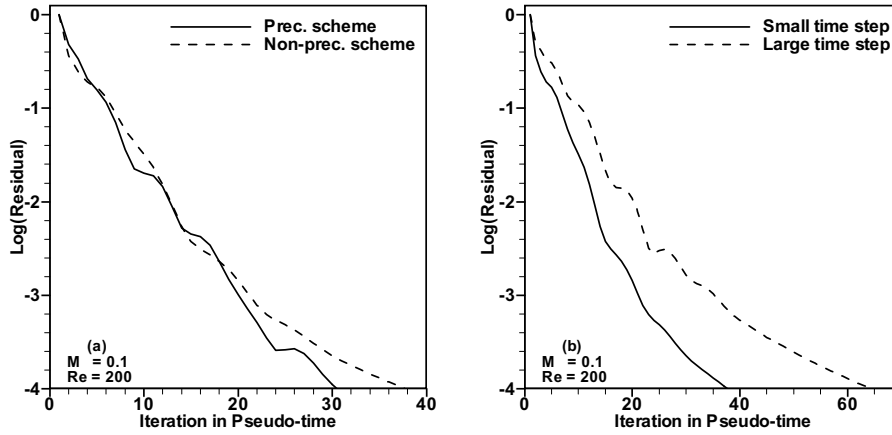 Prec. scheme
Non-prec. scheme
Log(Residual)
0
-1
-2
-3
-4
(a)
M = 0.1
Re = 200
0
10
20
30
40
Iteration in Pseudo-time
Small time step
Large time step
Log(Residual)
0
-1
-2
-3
-4
(b)
M = 0.1
Re = 200
0
20
40
60
Iteration in Pseudo-time